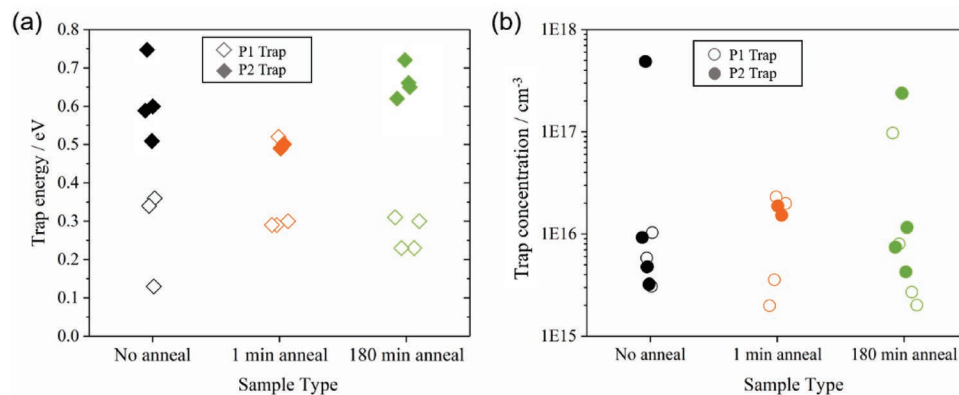 (a)
0.8
0.7
0.6
0.5
0.4
0.3
0.2
0.1
0.0
Trap energy / eV
P1 Trap
P2 Trap
No anneal
1 min anneal
180 min anneal
Sample Type
(b)
1E18
1E17
1E16
1E15
Trap concentration / cm-3
P1 Trap
P2 Trap
No anneal
1 min anneal
180 min anneal
Sample Type